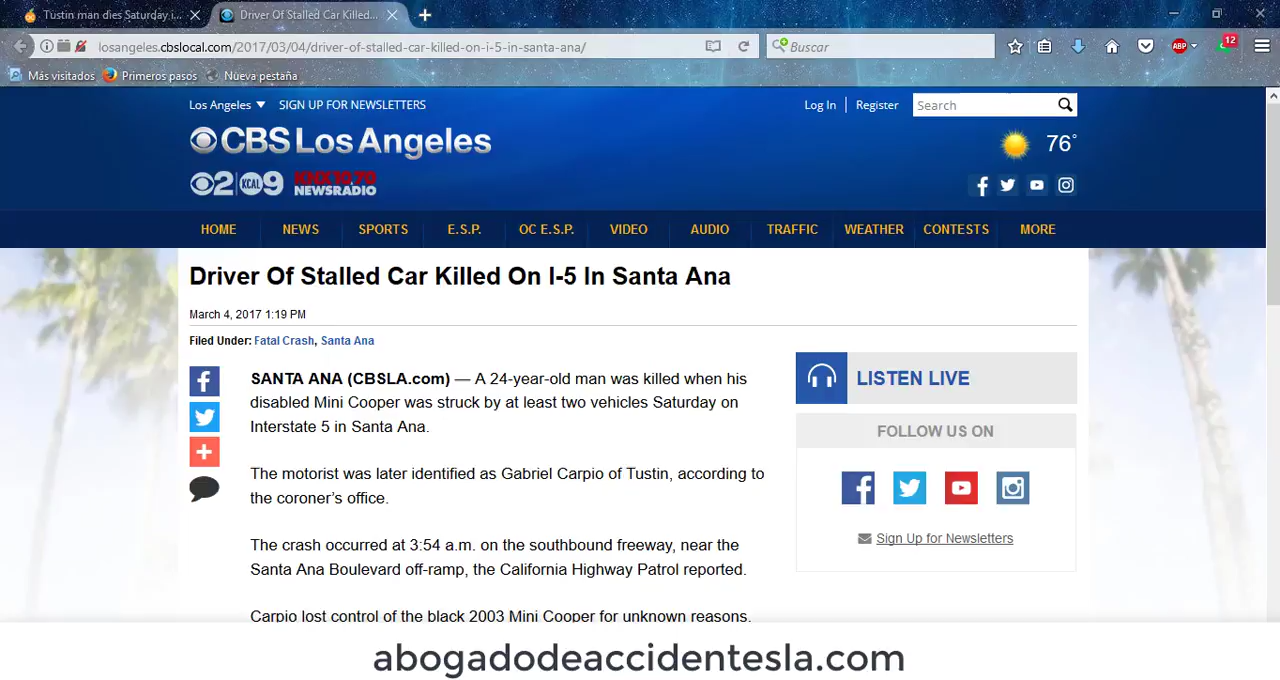 Tustin man dies Saturday i...
Driver Of Stalled Car Killed...
losangeles.cbslocal.com/2017/03/04/driver-of-stalled-car-killed-on-i-5-in-santa-ana/
Buscar
ABP
12
Más visitados
Primeros pasos
Nueva pestaña
Los Angeles
SIGN UP FOR NEWSLETTERS
Log In
Register
Search
CBS Los Angeles
76°
2 KCAL 9
KNX 10.70
NEWSRADIO
HOME NEWS SPORTS E.S.P. OC E.S.P. VIDEO AUDIO TRAFFIC WEATHER CONTESTS MORE
Driver Of Stalled Car Killed On I-5 In Santa Ana
March 4, 2017 1:19 PM
Filed Under: Fatal Crash, Santa Ana
SANTA ANA (CBSLA.com) — A 24-year-old man was killed when his
disabled Mini Cooper was struck by at least two vehicles Saturday on
Interstate 5 in Santa Ana.
The motorist was later identified as Gabriel Carpio of Tustin, according to
the coroner's office.
The crash occurred at 3:54 a.m. on the southbound freeway, near the
Santa Ana Boulevard off-ramp, the California Highway Patrol reported.
Carpio lost control of the black 2003 Mini Cooper for unknown reasons,
LISTEN LIVE
FOLLOW US ON
Sign Up for Newsletters
abogadodeaccidentesla.com